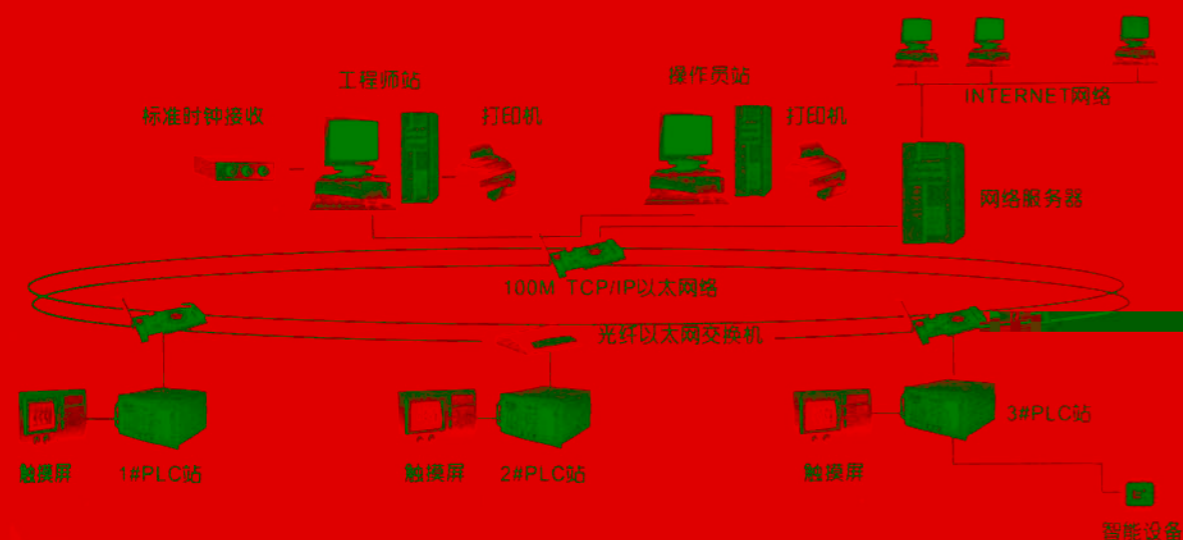 工程师站
操作员站
INTERNET网络
标准时钟接收
打印机
打印机
网络服务器
100M TCP/IP以太网络
光纤以太网交换机
3#PLC站
触摸屏
1#PLC站
触摸屏
2#PLC站
触摸屏
智能设备